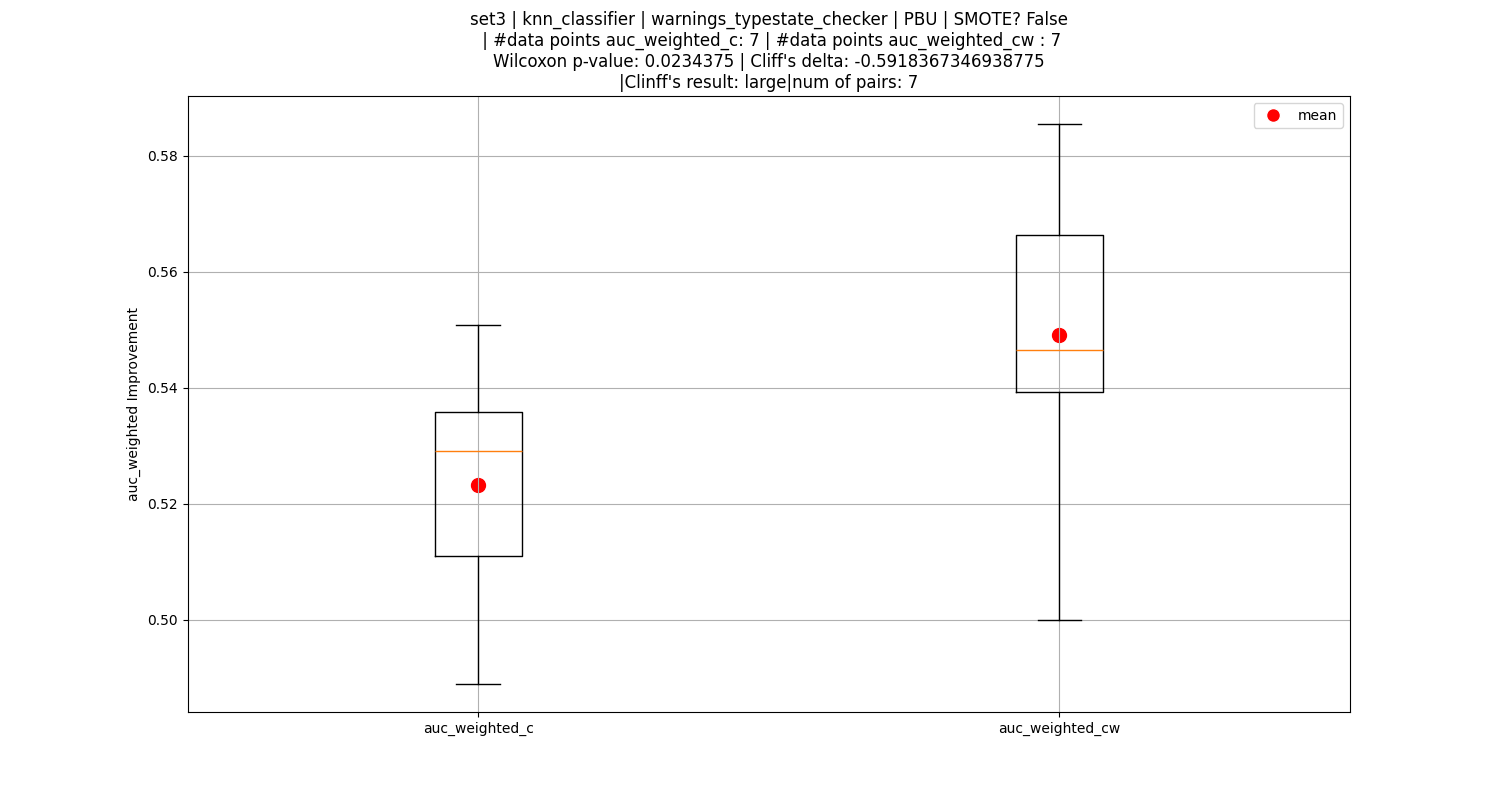 set3 | knn_classifier | warnings_typestate_checker | PBU | SMOTE? False
| #data points auc_weighted_c: 7 | #data points auc_weighted_cw : 7
Wilcoxon p-value: 0.0234375 | Cliff's delta: -0.5918367346938775
|Clinff's result: large|num of pairs: 7
mean
0.58
0.56
0.54
0.52
0.50
auc_weighted Improvement
auc_weighted_c
auc_weighted_cw